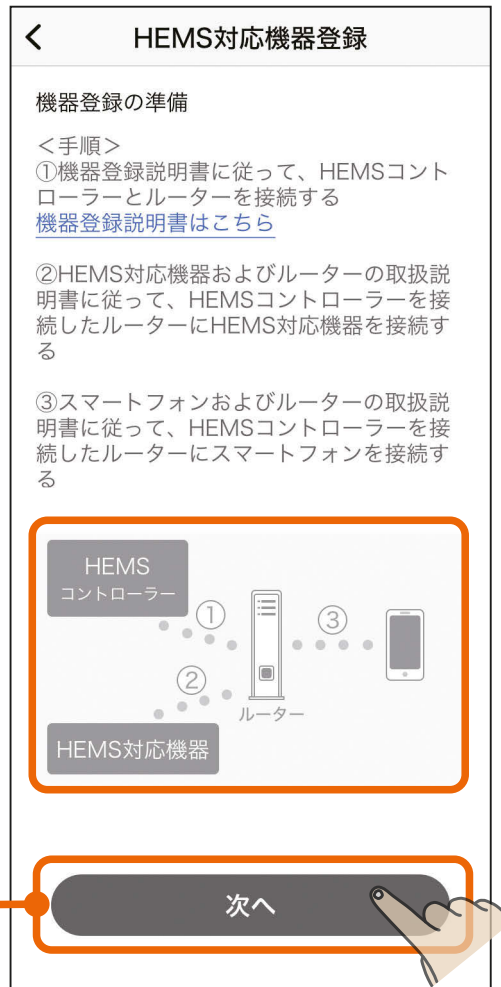 HEMS対応機器登録
機器登録の準備
＜手順＞
①機器登録説明書に従って、HEMSコント
ローラーとルーターを接続する
機器登録説明書はこちら
②HEMS対応機器およびルーターの取扱説
明書に従って、HEMSコントローラーを接
続したルーターにHEMS対応機器を接続す
る
③スマートフォンおよびルーターの取扱説
明書に従って、HEMSコントローラーを接
続したルーターにスマートフォンを接続す
る
HEMS
コントローラー
①
③
②
ルーター
HEMS対応機器
次へ